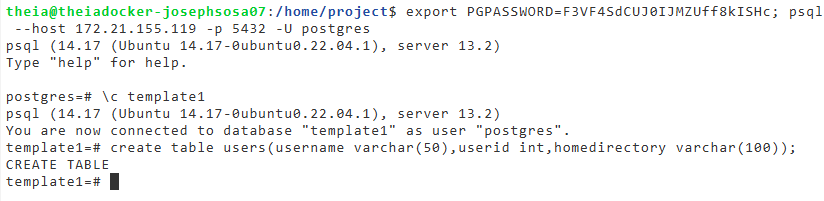 theia@theiadocker-josephsosa07:/home/project$ export PGPASSWORD=F3VF4SdCUJ0IJMZUff8kISHc; psql
--host 172.21.155.119 -p 5432 -U postgres
psql (14.17 (Ubuntu 14.17-0ubuntu0.22.04.1), server 13.2)
Type "help" for help.
postgres=# \c template1
psql (14.17 (Ubuntu 14.17-0ubuntu0.22.04.1), server 13.2)
You are now connected to database "template1" as user "postgres".
template1=# create table users(username varchar(50),userid int,homedirectory varchar(100));
CREATE TABLE
template1=#